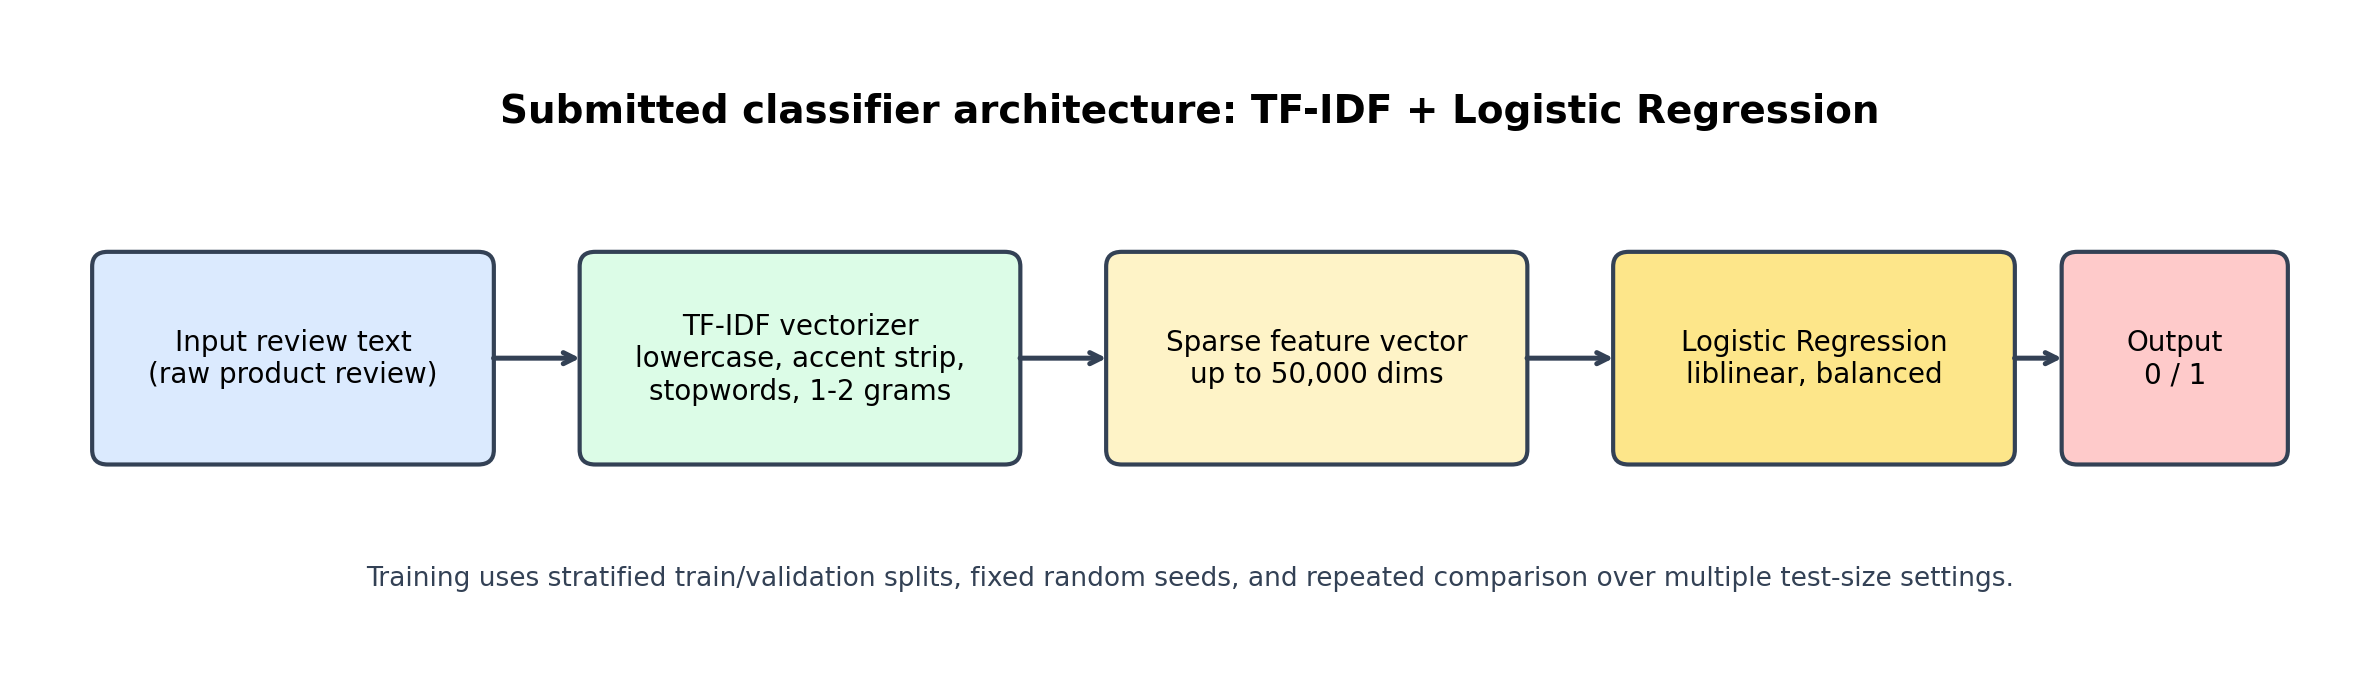 Submitted classifier architecture: TF-IDF + Logistic Regression
Input review text
(raw product review)
TF-IDF vectorizer
lowercase, accent strip,
stopwords, 1-2 grams
Sparse feature vector
up to 50,000 dims
Logistic Regression
liblinear, balanced
Output
0 / 1
Training uses stratified train/validation splits, fixed random seeds, and repeated comparison over multiple test-size settings.